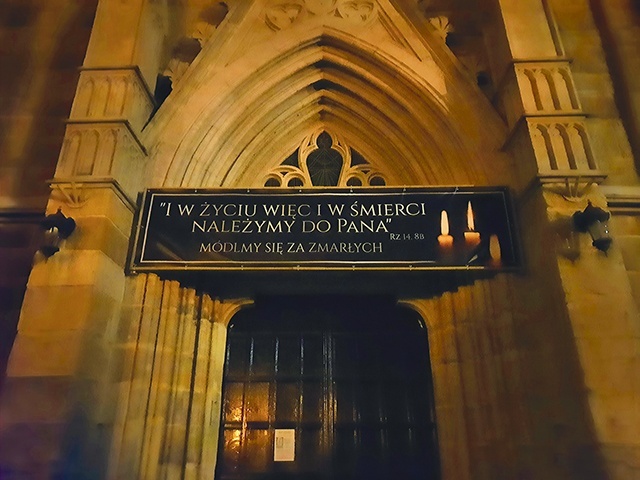 "I W ŻYCIU WIĘC I W ŚMIERCI
NALEŻYMY DO PANA"
RZ 14. 8B
MÓDLMY SIĘ ZA ZMARŁYCH